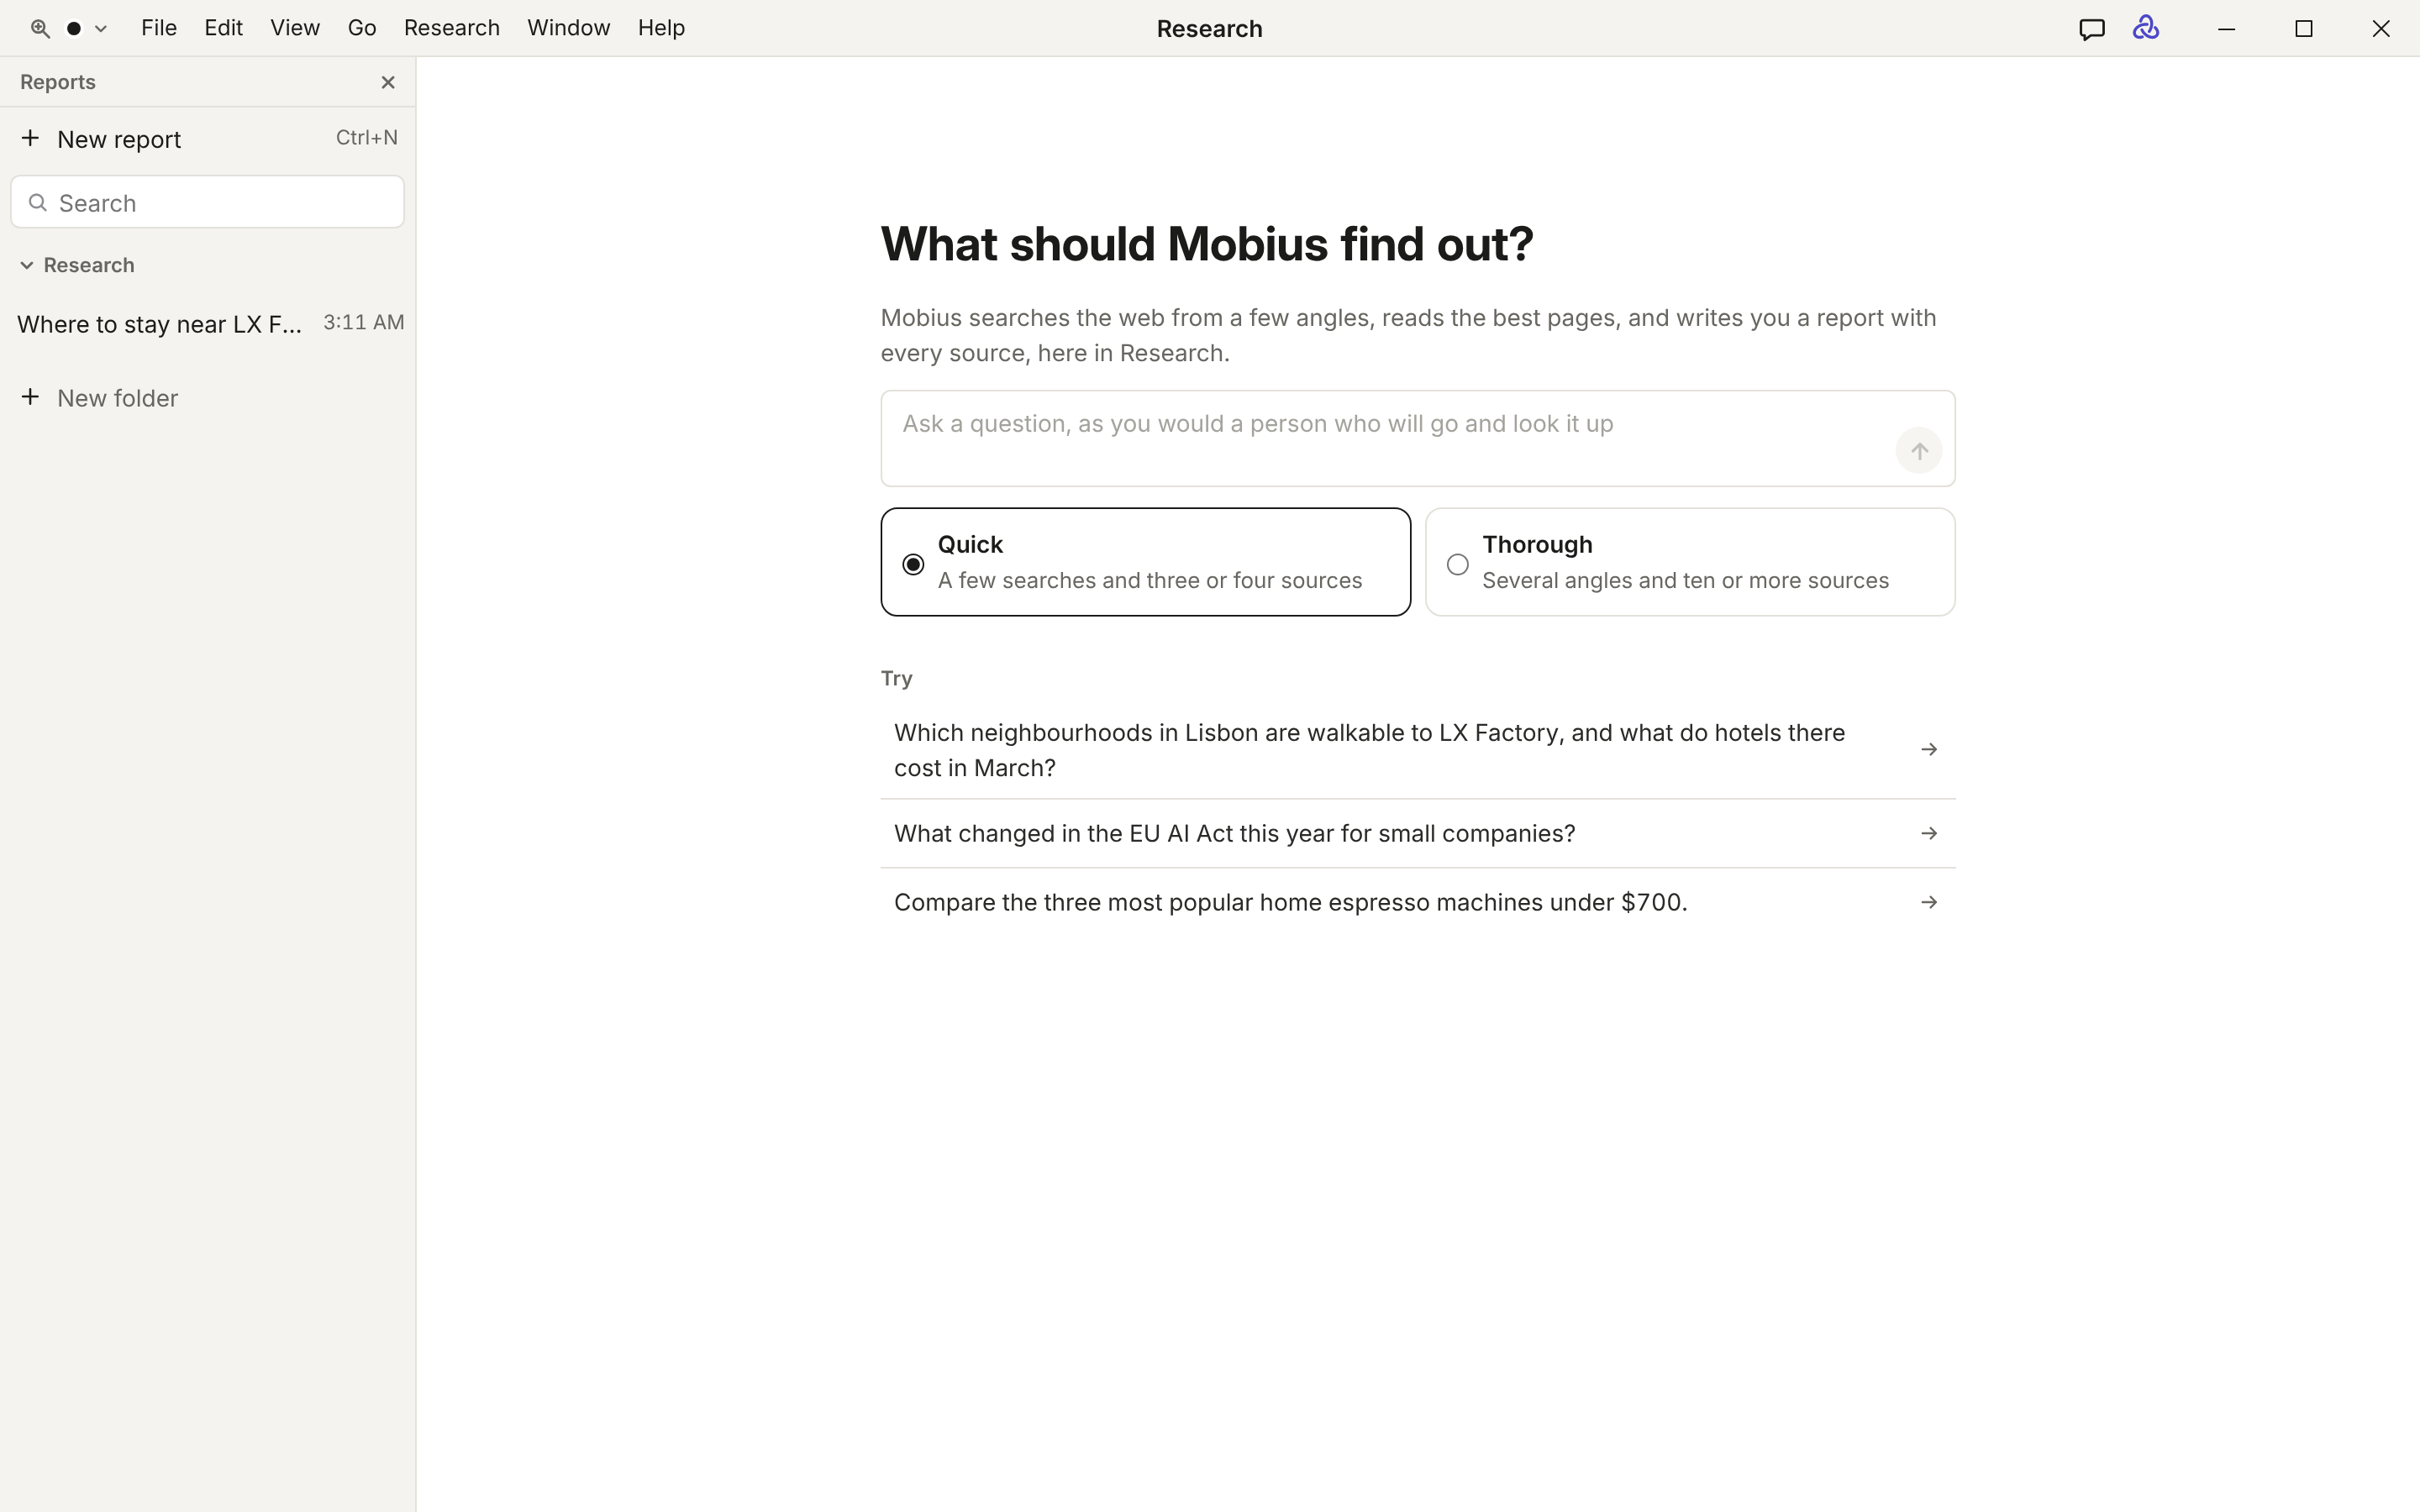 File Edit View Go Research Window Help
Research
Reports
New report Ctrl+N
Search
Research
Where to stay near LX F... 3:11 AM
New folder
What should Mobius find out?
Mobius searches the web from a few angles, reads the best pages, and writes you a report with
every source, here in Research.
Ask a question, as you would a person who will go and look it up
Quick
A few searches and three or four sources
Thorough
Several angles and ten or more sources
Try
Which neighbourhoods in Lisbon are walkable to LX Factory, and what do hotels there
cost in March?
What changed in the EU AI Act this year for small companies?
Compare the three most popular home espresso machines under $700.